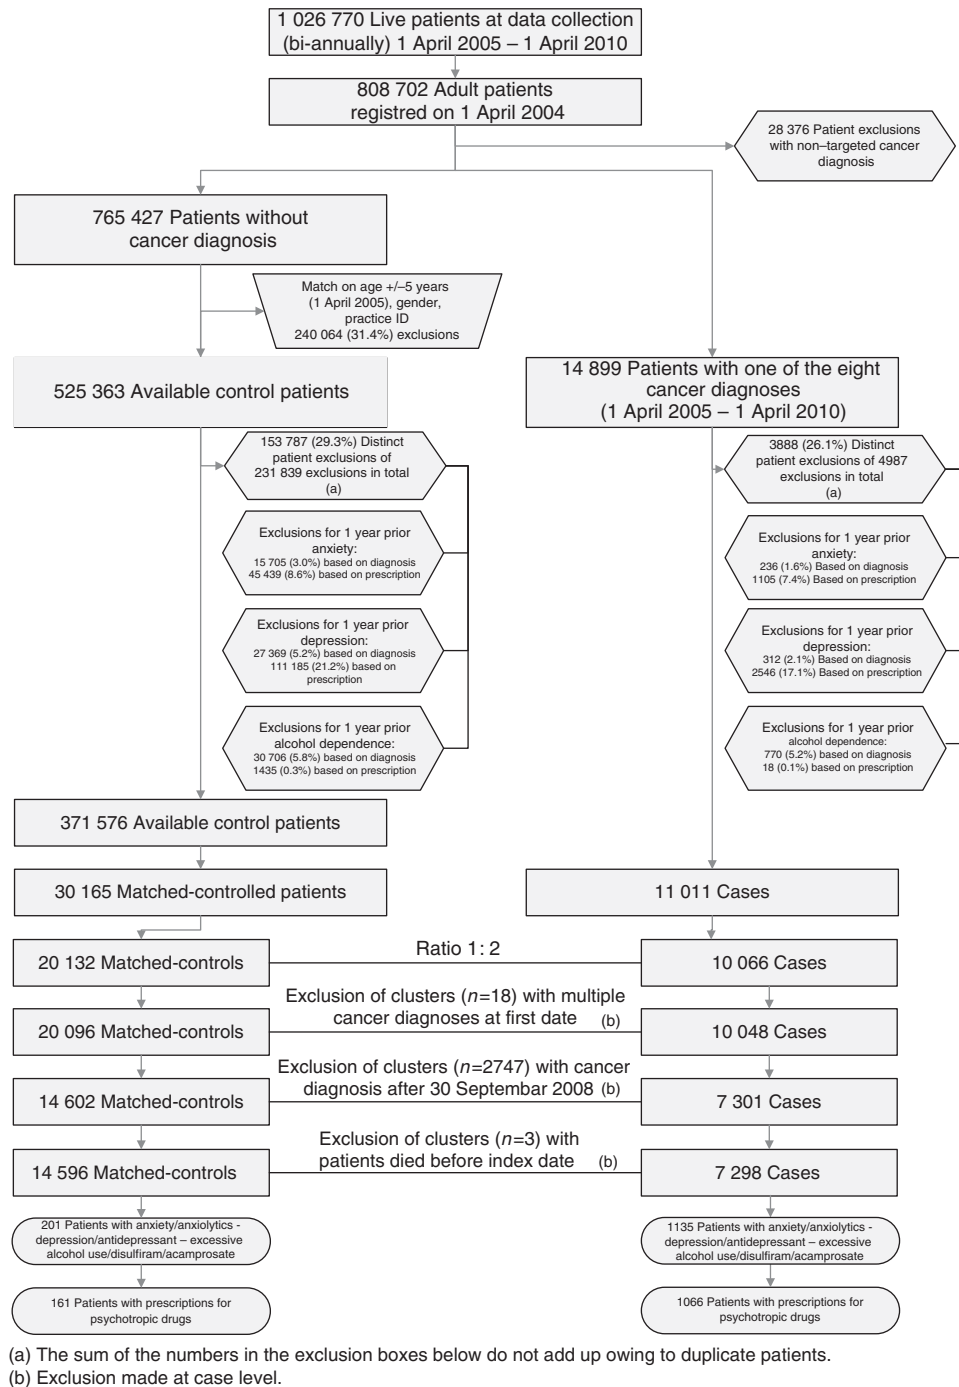 1 026 770 Live patients at data collection
(bi-annually) 1 April 2005 – 1 April 2010
808 702 Adult patients
registred on 1 April 2004
28 376 Patient exclusions
with non–targeted cancer
diagnosis
765 427 Patients without
cancer diagnosis
Match on age +/–5 years
(1 April 2005), gender,
practice ID
240 064 (31.4%) exclusions
525 363 Available control patients
14 899 Patients with one of the eight
cancer diagnoses
(1 April 2005 – 1 April 2010)
153 787 (29.3%) Distinct
patient exclusions of
231 839 exclusions in total
(a)
3888 (26.1%) Distinct
patient exclusions of 4987
exclusions in total
(a)
Exclusions for 1 year prior
anxiety:
15 705 (3.0%) based on diagnosis
45 439 (8.6%) based on prescription
Exclusions for 1 year prior
anxiety:
236 (1.6%) Based on diagnosis
1105 (7.4%) Based on prescription
Exclusions for 1 year prior
depression:
27 369 (5.2%) based on diagnosis
111 185 (21.2%) based on
prescription
Exclusions for 1 year prior
depression:
312 (2.1%) Based on diagnosis
2546 (17.1%) Based on prescription
Exclusions for 1 year prior
alcohol dependence:
30 706 (5.8%) based on diagnosis
1435 (0.3%) based on prescription
Exclusions for 1 year prior
alcohol dependence:
770 (5.2%) based on diagnosis
18 (0.1%) based on prescription
371 576 Available control patients
30 165 Matched-controlled patients
11 011 Cases
20 132 Matched-controls
Ratio 1: 2
10 066 Cases
20 096 Matched-controls
Exclusion of clusters (n=18) with multiple
cancer diagnoses at first date (b)
10 048 Cases
14 602 Matched-controls
Exclusion of clusters (n=2747) with cancer
diagnosis after 30 Septembar 2008 (b)
7 301 Cases
14 596 Matched-controls
Exclusion of clusters (n=3) with
patients died before index date (b)
7 298 Cases
201 Patients with anxiety/anxiolytics -
depression/antidepressant – excessive
alcohol use/disulfiram/acamprosate
1135 Patients with anxiety/anxiolytics -
depression/antidepressant – excessive
alcohol use/disulfiram/acamprosate
161 Patients with prescriptions for
psychotropic drugs
1066 Patients with prescriptions for
psychotropic drugs
(a) The sum of the numbers in the exclusion boxes below do not add up owing to duplicate patients.
(b) Exclusion made at case level.